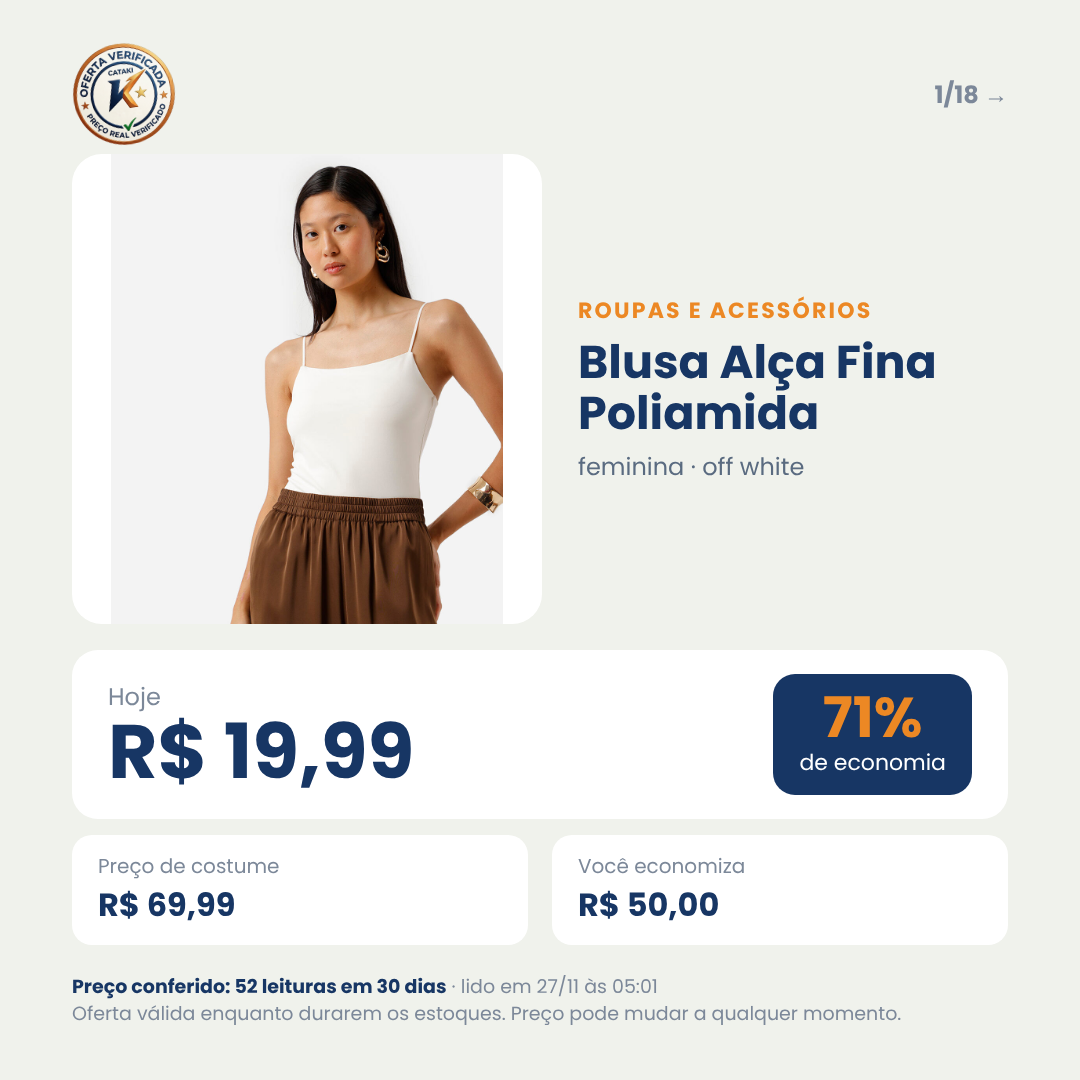 OFERTA VERIFICADA
CATAKI
K
PREÇO REAL VERIFICADO
1/18 →
ROUPAS E ACESSÓRIOS
Blusa Alça Fina
Poliamida
feminina · off white
Hoje
R$ 19,99
71%
de economia
Preço de costume
R$ 69,99
Você economiza
R$ 50,00
Preço conferido: 52 leituras em 30 dias · lido em 27/11 às 05:01
Oferta válida enquanto durarem os estoques. Preço pode mudar a qualquer momento.